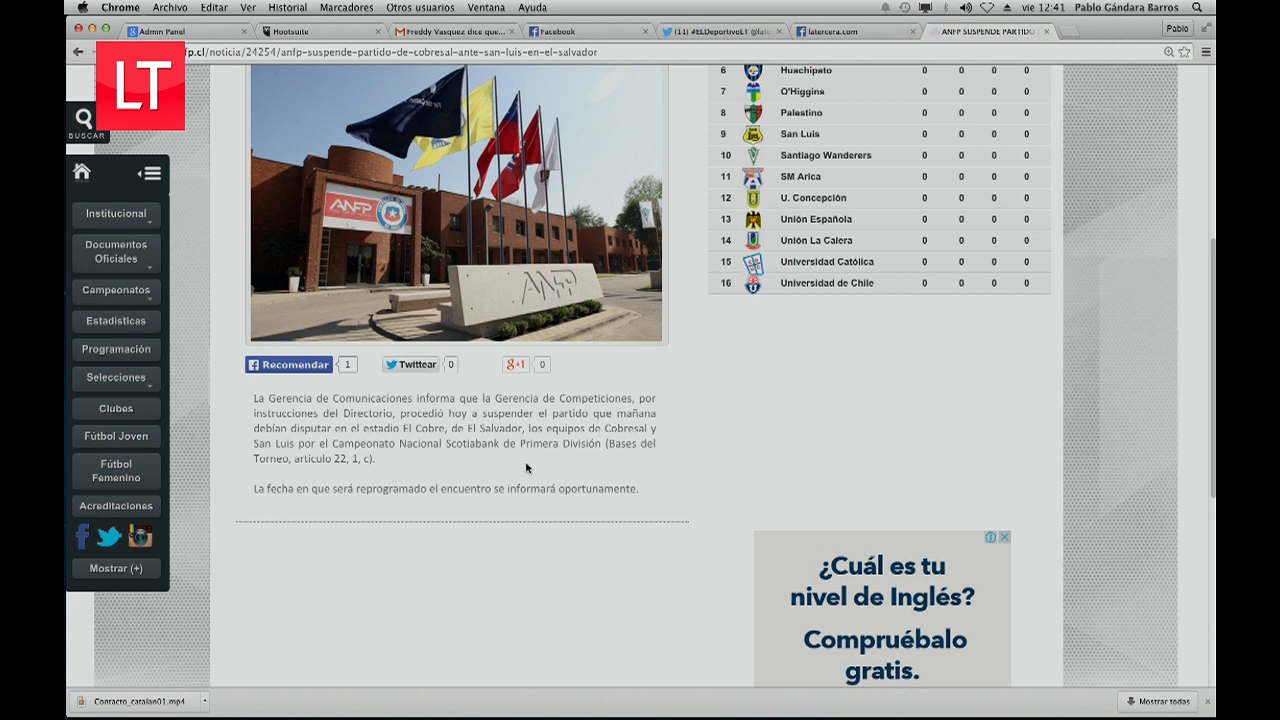 Chrome Archivo Editar Ver Historial Marcadores Otros usuarios Ventana Ayuda vie 12:41 Pablo Gándara Barros
Admin Panel Hootsuite Freddy Vasquez dice que... Facebook (11) #ELDeportivoLT @late latercera.com ANFP SUSPENDE PARTIDO Pablo
fp.cl/noticia/24254/anfp-suspende-partido-de-cobresal-ante-san-luis-en-el-salvador
LT
BUSCAR
Institucional
Documentos
Oficiales
Campeonatos
Estadísticas
Programación
Selecciones
Clubes
Fútbol Joven
Fútbol
Femenino
Acreditaciones
Mostrar (+)
ANFP
ANFP
6 Huachipato 0 0 0 0
7 O'Higgins 0 0 0 0
8 Palestino 0 0 0 0
9 San Luis 0 0 0 0
10 Santiago Wanderers 0 0 0 0
11 SM Arica 0 0 0 0
12 U. Concepción 0 0 0 0
13 Unión Española 0 0 0 0
14 Unión La Calera 0 0 0 0
15 Universidad Católica 0 0 0 0
16 Universidad de Chile 0 0 0 0
Recomendar 1 Twittear 0 g+1 0
La Gerencia de Comunicaciones informa que la Gerencia de Competiciones, por
instrucciones del Directorio, procedió hoy a suspender el partido que mañana
debían disputar en el estadio El Cobre, de El Salvador, los equipos de Cobresal y
San Luis por el Campeonato Nacional Scotiabank de Primera División (Bases del
Torneo, artículo 22, 1, c).
La fecha en que será reprogramado el encuentro se informará oportunamente.
¿Cuál es tu
nivel de Inglés?
Compruébalo
gratis.
Contacto_catalan01.mp4
Mostrar todas